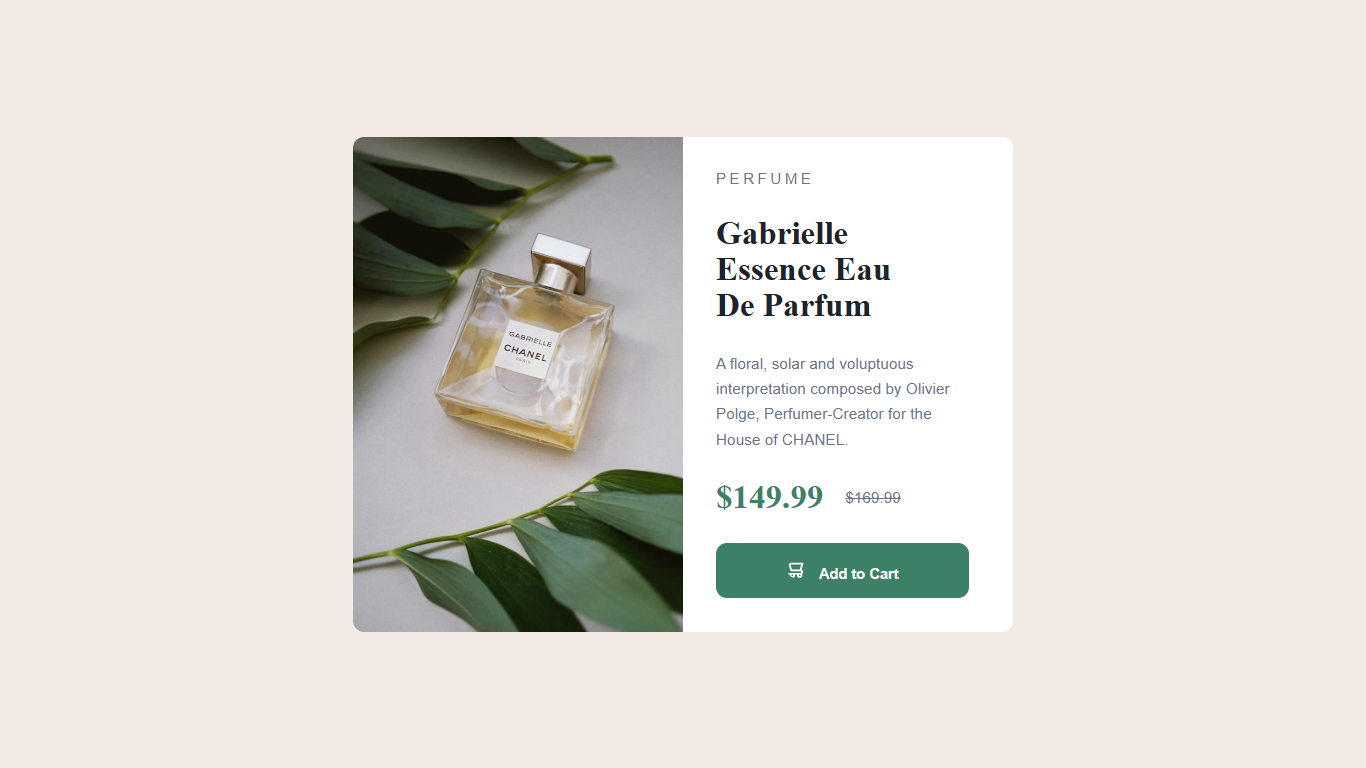 GABRIELLE
CHANEL
PARIS
PERFUME
Gabrielle
Essence Eau
De Parfum
A floral, solar and voluptuous
interpretation composed by Olivier
Polge, Perfumer-Creator for the
House of CHANEL.
$149.99 $169.99
Add to Cart